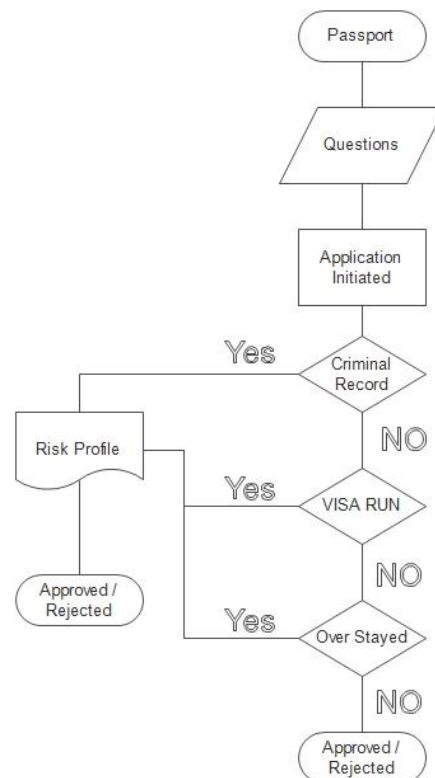 Passport
Questions
Application
Initiated
Yes
Criminal
Record
NO
Risk Profile
Yes
VISA RUN
NO
Approved /
Rejected
Yes
Over Stayed
NO
Approved /
Rejected